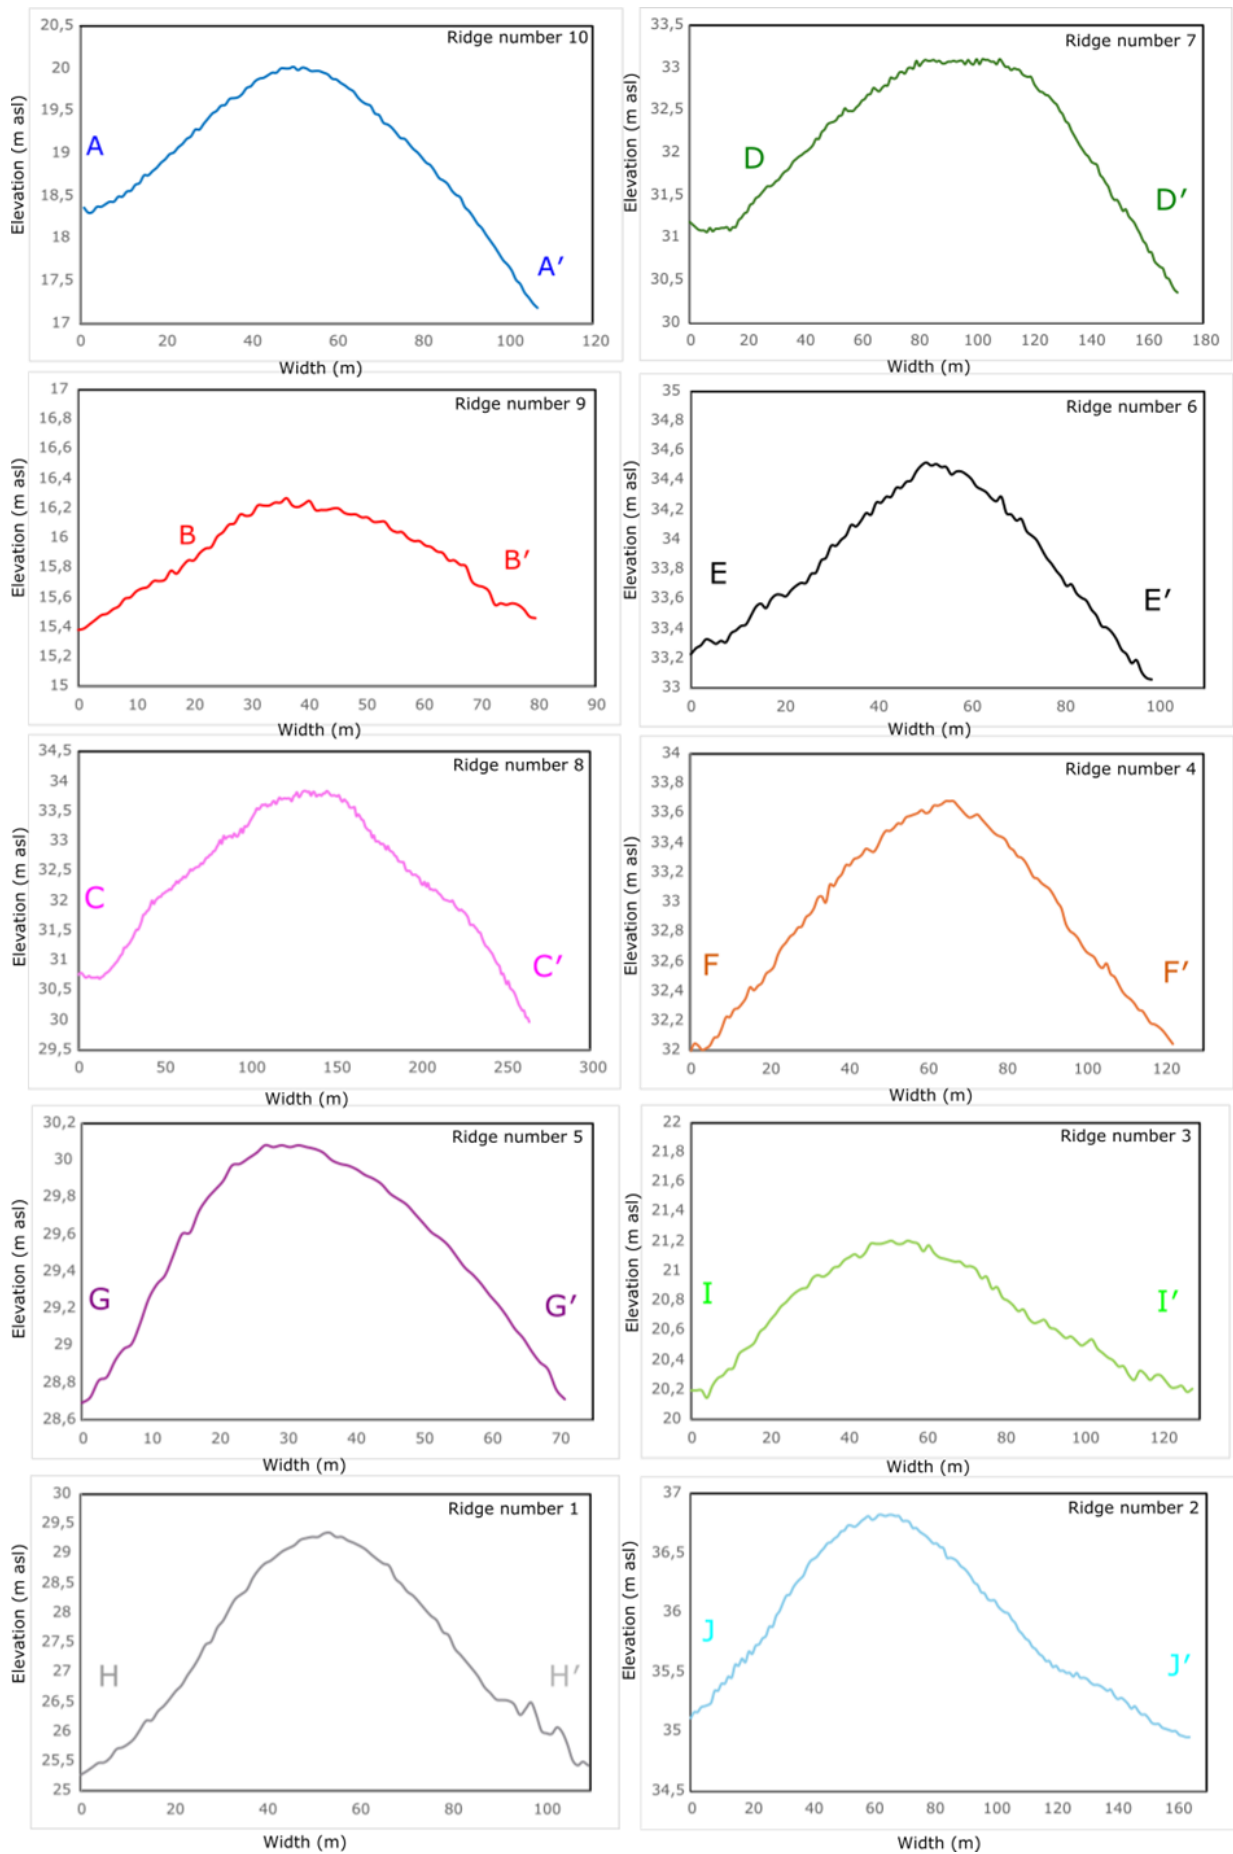 Ridge number 10
Elevation (m asl)
20,5
20
19,5
19
18,5
18
17,5
17
A
A′
0 20 40 60 80 100 120
Width (m)
Ridge number 7
Elevation (m asl)
33,5
33
32,5
32
31,5
31
30,5
30
D
D′
0 20 40 60 80 100 120 140 160 180
Width (m)
Ridge number 9
Elevation (m asl)
17
16,8
16,6
16,4
16,2
16
15,8
15,6
15,4
15,2
15
B
B′
0 10 20 30 40 50 60 70 80 90
Width (m)
Ridge number 6
Elevation (m asl)
35
34,8
34,6
34,4
34,2
34
33,8
33,6
33,4
33,2
33
E
E′
0 20 40 60 80 100
Width (m)
Ridge number 8
Elevation (m asl)
34,5
34
33,5
33
32,5
32
31,5
31
30,5
30
29,5
C
C′
0 50 100 150 200 250 300
Width (m)
Ridge number 4
Elevation (m asl)
34
33,8
33,6
33,4
33,2
33
32,8
32,6
32,4
32,2
32
F
F′
0 20 40 60 80 100 120
Width (m)
Ridge number 5
Elevation (m asl)
30,2
30
29,8
29,6
29,4
29,2
29
28,8
28,6
G
G′
0 10 20 30 40 50 60 70
Width (m)
Ridge number 3
Elevation (m asl)
22
21,8
21,6
21,4
21,2
21
20,8
20,6
20,4
20,2
20
I
I′
0 20 40 60 80 100 120
Width (m)
Ridge number 1
Elevation (m asl)
30
29,5
29
28,5
28
27,5
27
26,5
26
25,5
25
H
H′
0 20 40 60 80 100
Width (m)
Ridge number 2
Elevation (m asl)
37
36,5
36
35,5
35
34,5
J
J′
0 20 40 60 80 100 120 140 160
Width (m)